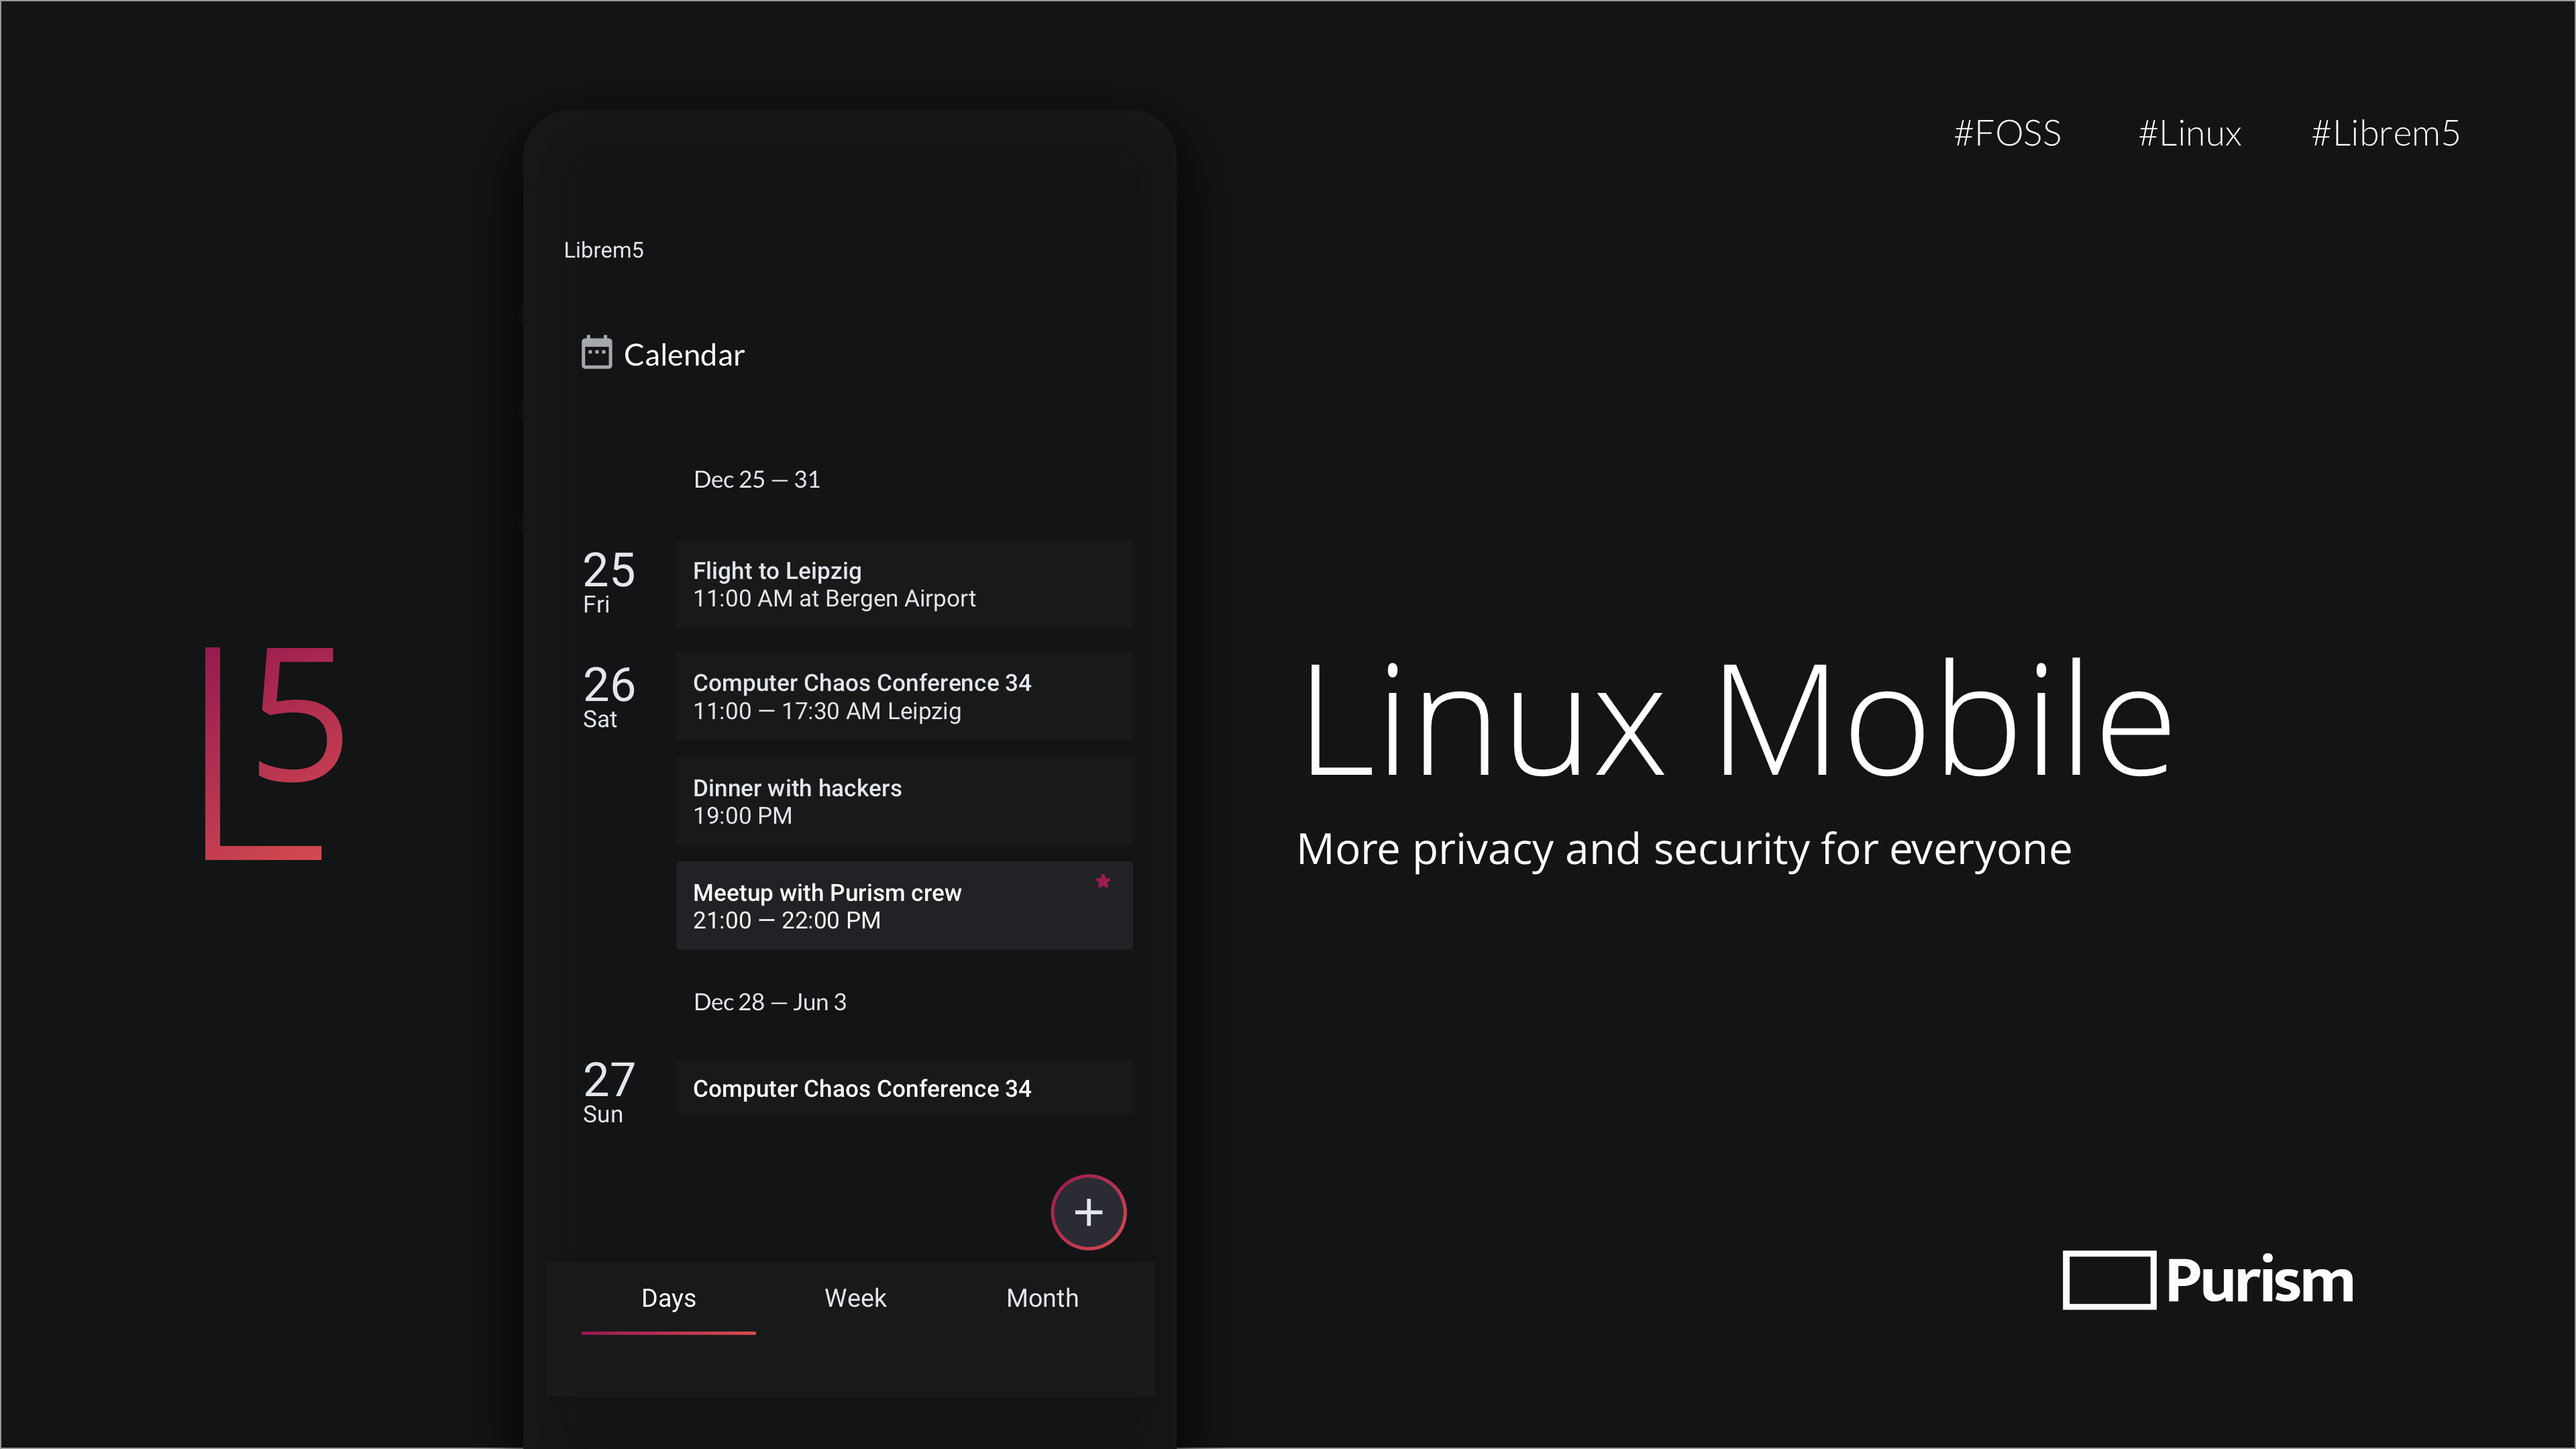 #FOSS #Linux #Librem5
Librem5
Calendar
Dec 25 — 31
25
Fri
Flight to Leipzig
11:00 AM at Bergen Airport
26
Sat
Computer Chaos Conference 34
11:00 — 17:30 AM Leipzig
Dinner with hackers
19:00 PM
Meetup with Purism crew
21:00 — 22:00 PM
Dec 28 — Jun 3
27
Sun
Computer Chaos Conference 34
+
Days Week Month
L5
Linux Mobile
More privacy and security for everyone
Purism